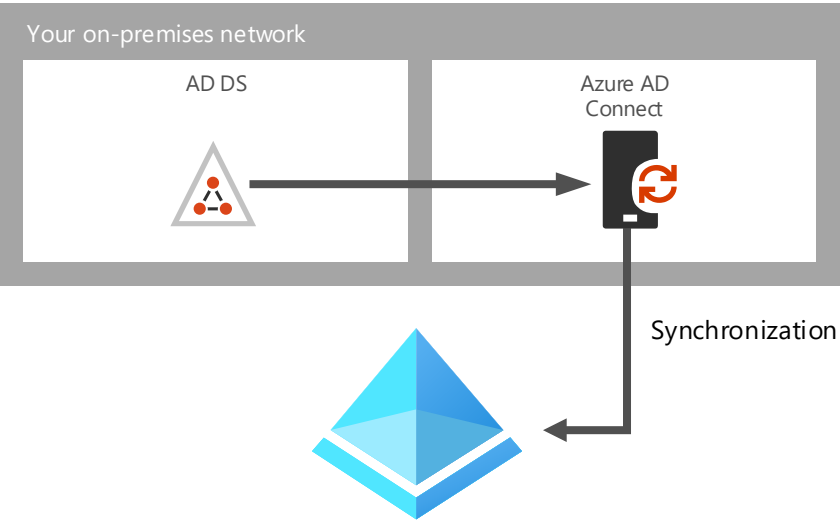 Your on-premises network
AD DS
Azure AD
Connect
Synchronization